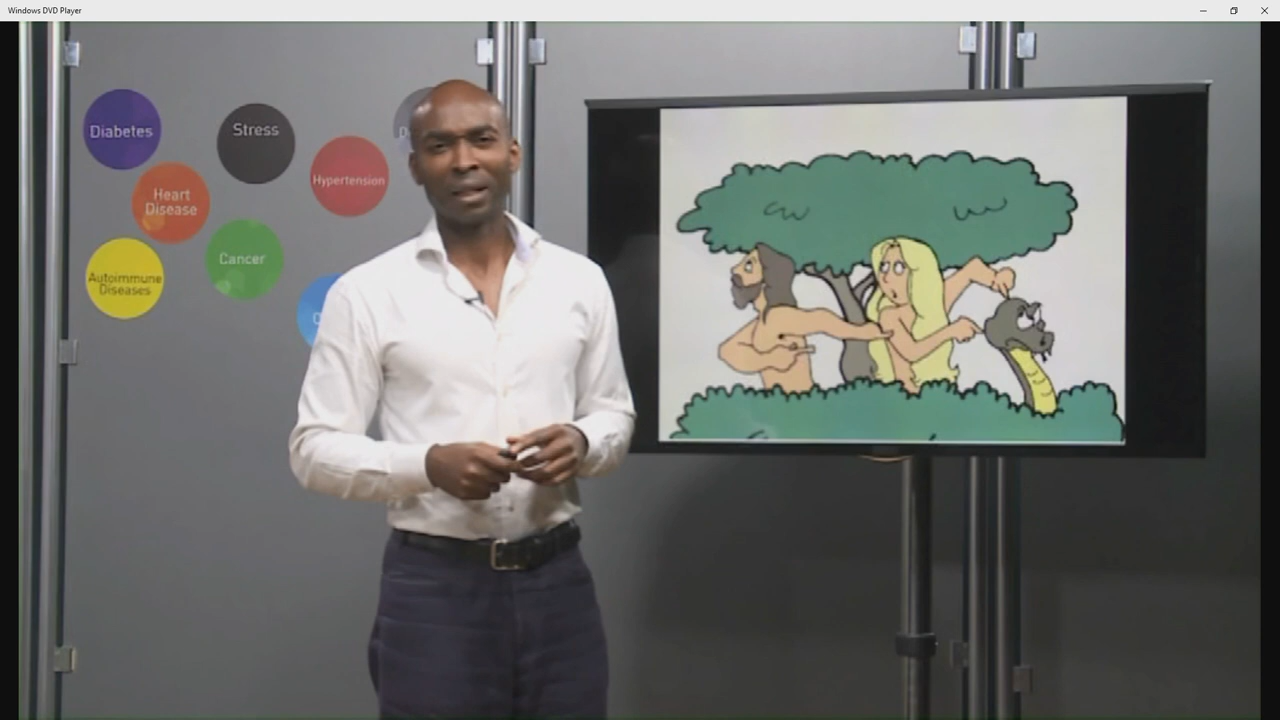 Windows DVD Player
Diabetes
Stress
Hypertension
Heart
Disease
Cancer
Autoimmune
Diseases